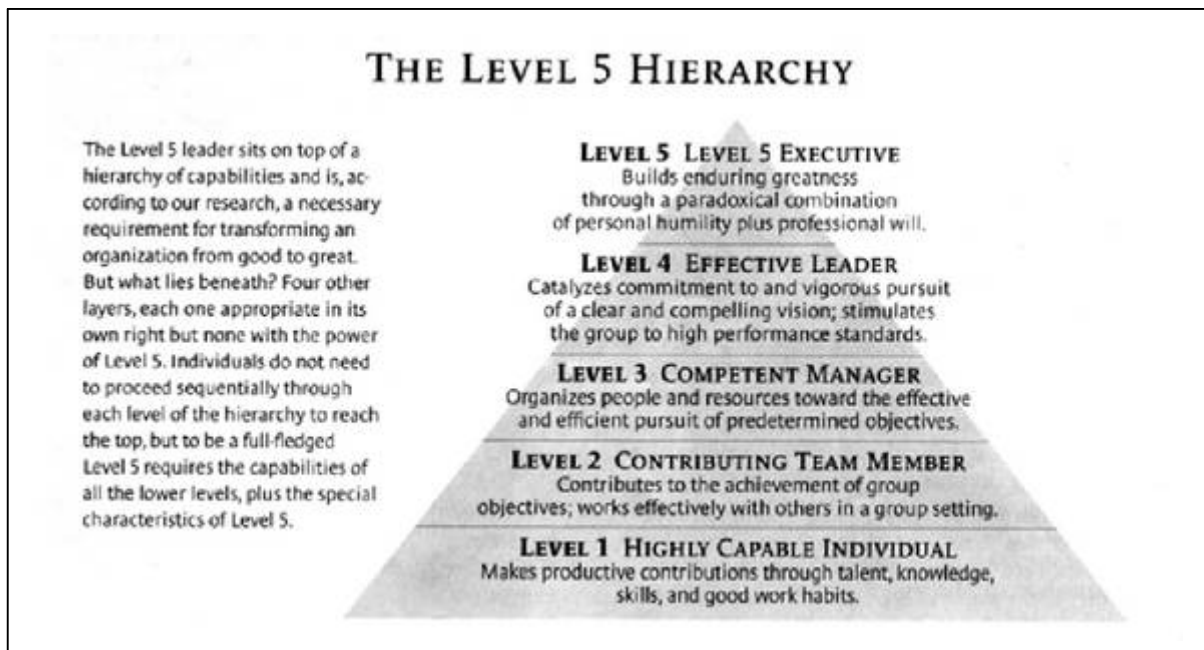 THE LEVEL 5 HIERARCHY
The Level 5 leader sits on top of a
hierarchy of capabilities and is, ac-
cording to our research, a necessary
requirement for transforming an
organization from good to great.
But what lies beneath? Four other
layers, each one appropriate in its
own right but none with the power
of Level 5. Individuals do not need
to proceed sequentially through
each level of the hierarchy to reach
the top, but to be a full-fledged
Level 5 requires the capabilities of
all the lower levels, plus the special
characteristics of Level 5.
LEVEL 5 LEVEL 5 EXECUTIVE
Builds enduring greatness
through a paradoxical combination
of personal humility plus professional will.
LEVEL 4 EFFECTIVE LEADER
Catalyzes commitment to and vigorous pursuit
of a clear and compelling vision; stimulates
the group to high performance standards.
LEVEL 3 COMPETENT MANAGER
Organizes people and resources toward the effective
and efficient pursuit of predetermined objectives.
LEVEL 2 CONTRIBUTING TEAM MEMBER
Contributes to the achievement of group
objectives; works effectively with others in a group setting.
LEVEL 1 HIGHLY CAPABLE INDIVIDUAL
Makes productive contributions through talent, knowledge,
skills, and good work habits.